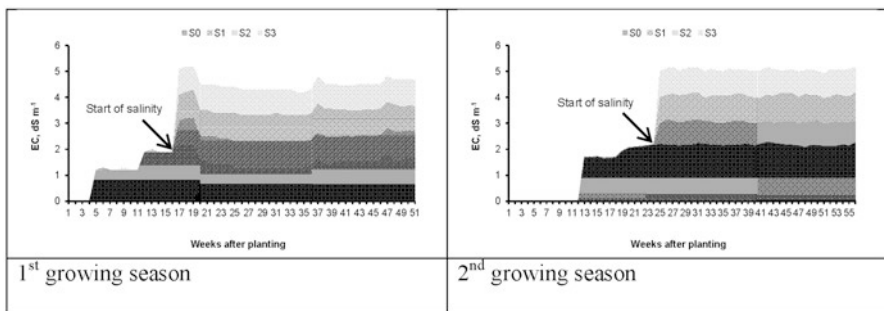 S0 S1 S2 S3
6
5
4
3
2
1
0
EC, dS m⁻¹
Start of salinity
1 3 5 7 9 11 13 15 17 19 21 23 25 27 29 31 33 35 37 39 41 43 45 47 49 51
Weeks after planting
1st growing season
S0 S1 S2 S3
6
5
4
3
2
1
0
EC, dS m⁻¹
Start of salinity
1 3 5 7 9 11 13 15 17 19 21 23 25 27 29 31 33 35 37 39 41 43 45 47 49 51 53 55
Weeks after planting
2nd growing season